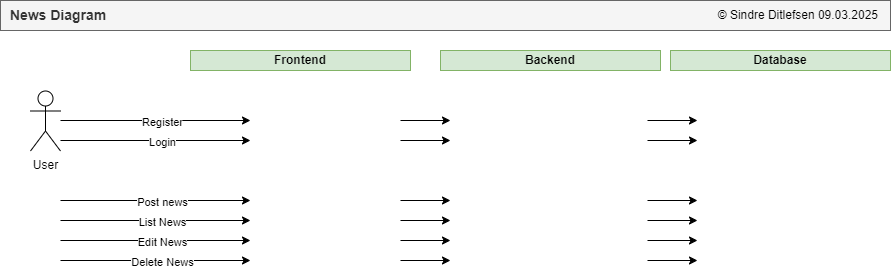 News Diagram
© Sindre Ditlefsen 09.03.2025
Frontend
Backend
Database
Register
Login
User
Post news
List News
Edit News
Delete News